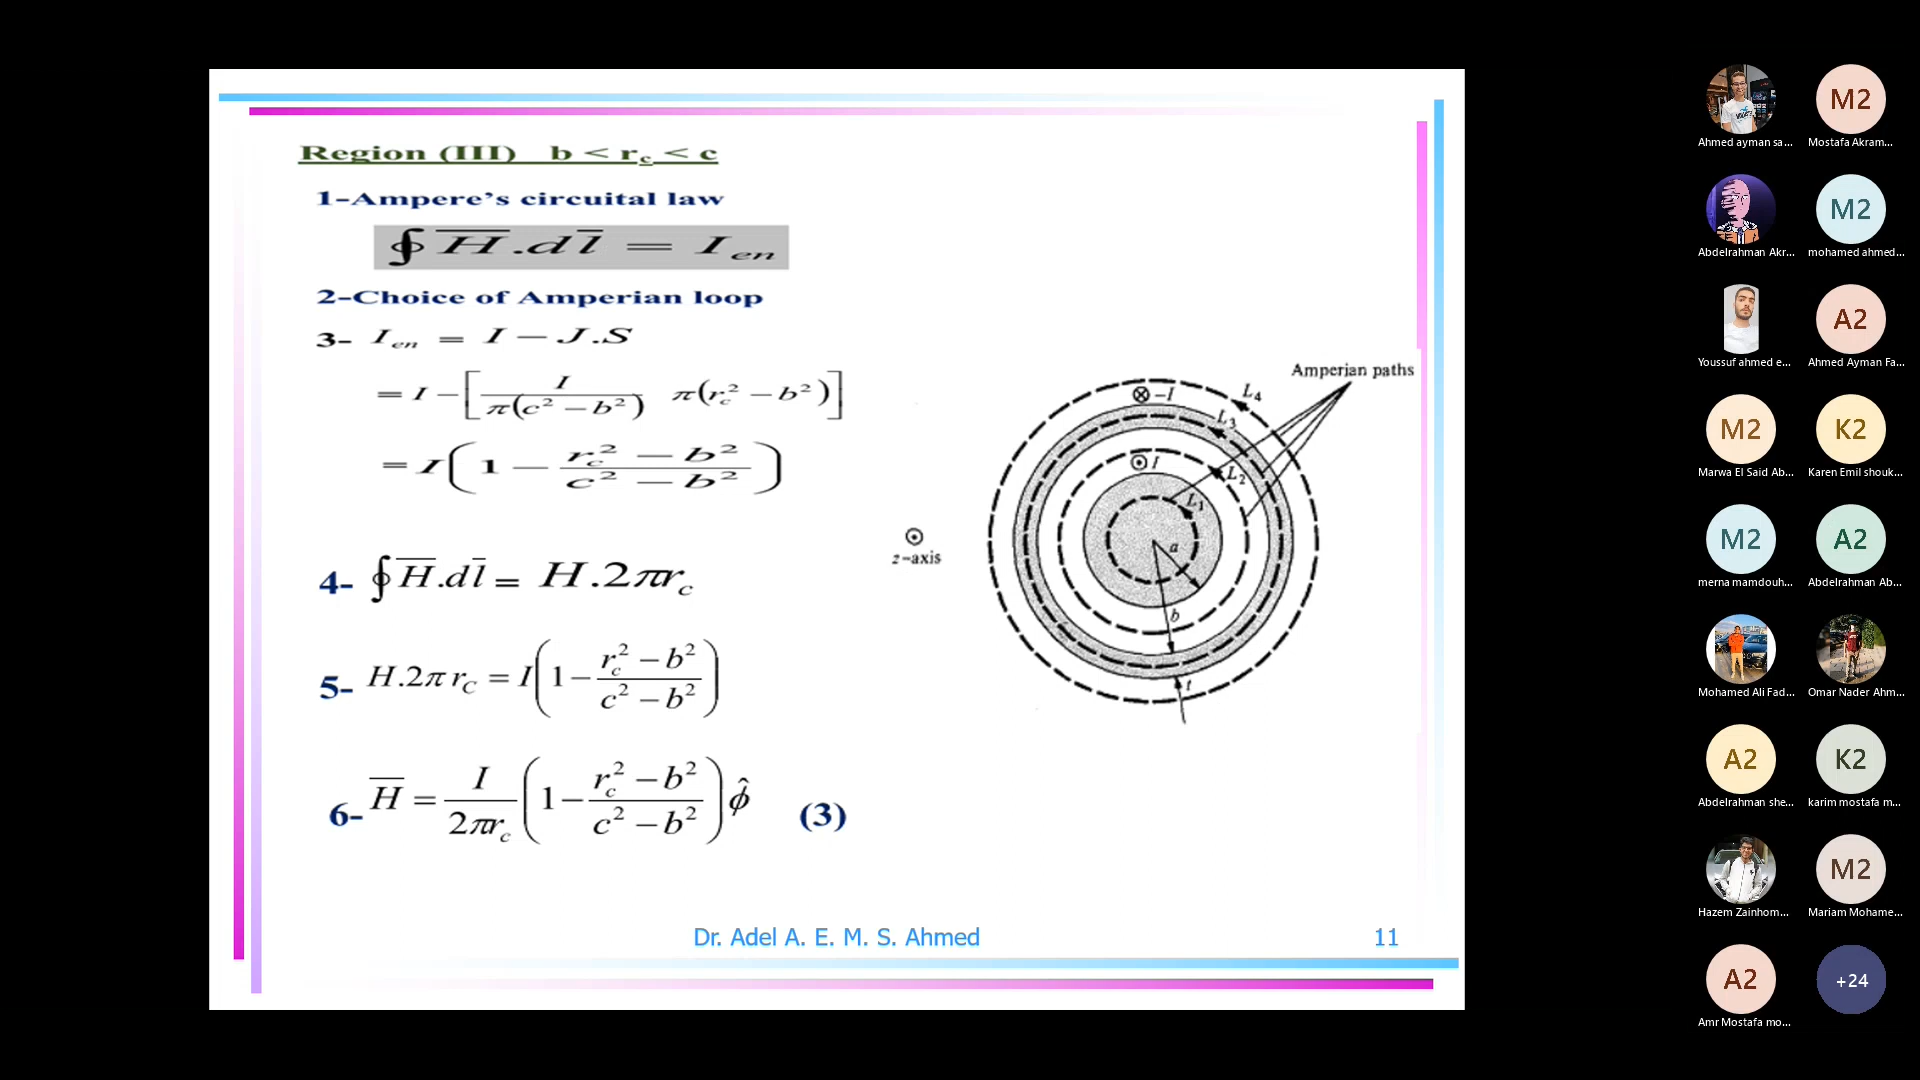 Region (III) b < r_c < c
1-Ampere's circuital law
∮ H̅.dl̅ = I_en
2-Choice of Amperian loop
3- I_en = I − J.S
= I − [ I / π(c² − b²) π(r_c² − b²) ]
= I ( 1 − (r_c² − b²) / (c² − b²) )
4- ∮ H̅.dl̅ = H.2πr_c
5- H.2π r_C = I ( 1 − (r_c² − b²) / (c² − b²) )
6- H̅ = I / 2πr_c ( 1 − (r_c² − b²) / (c² − b²) ) φ̂ (3)
Amperian paths
⊗ −I
L₄
L₃
⊙ I
L₂
L₁
a
b
t
⊙
z-axis
Dr. Adel A. E. M. S. Ahmed
11
Ahmed ayman sa...
M2
Mostafa Akram...
Abdelrahman Akr...
M2
mohamed ahmed...
Youssuf ahmed e...
A2
Ahmed Ayman Fa...
M2
Marwa El Said Ab...
K2
Karen Emil shouk...
M2
merna mamdouh...
A2
Abdelrahman Ab...
Mohamed Ali Fad...
Omar Nader Ahm...
A2
Abdelrahman she...
K2
karim mostafa m...
Hazem Zainhom...
M2
Mariam Mohame...
A2
Amr Mostafa mo...
+24